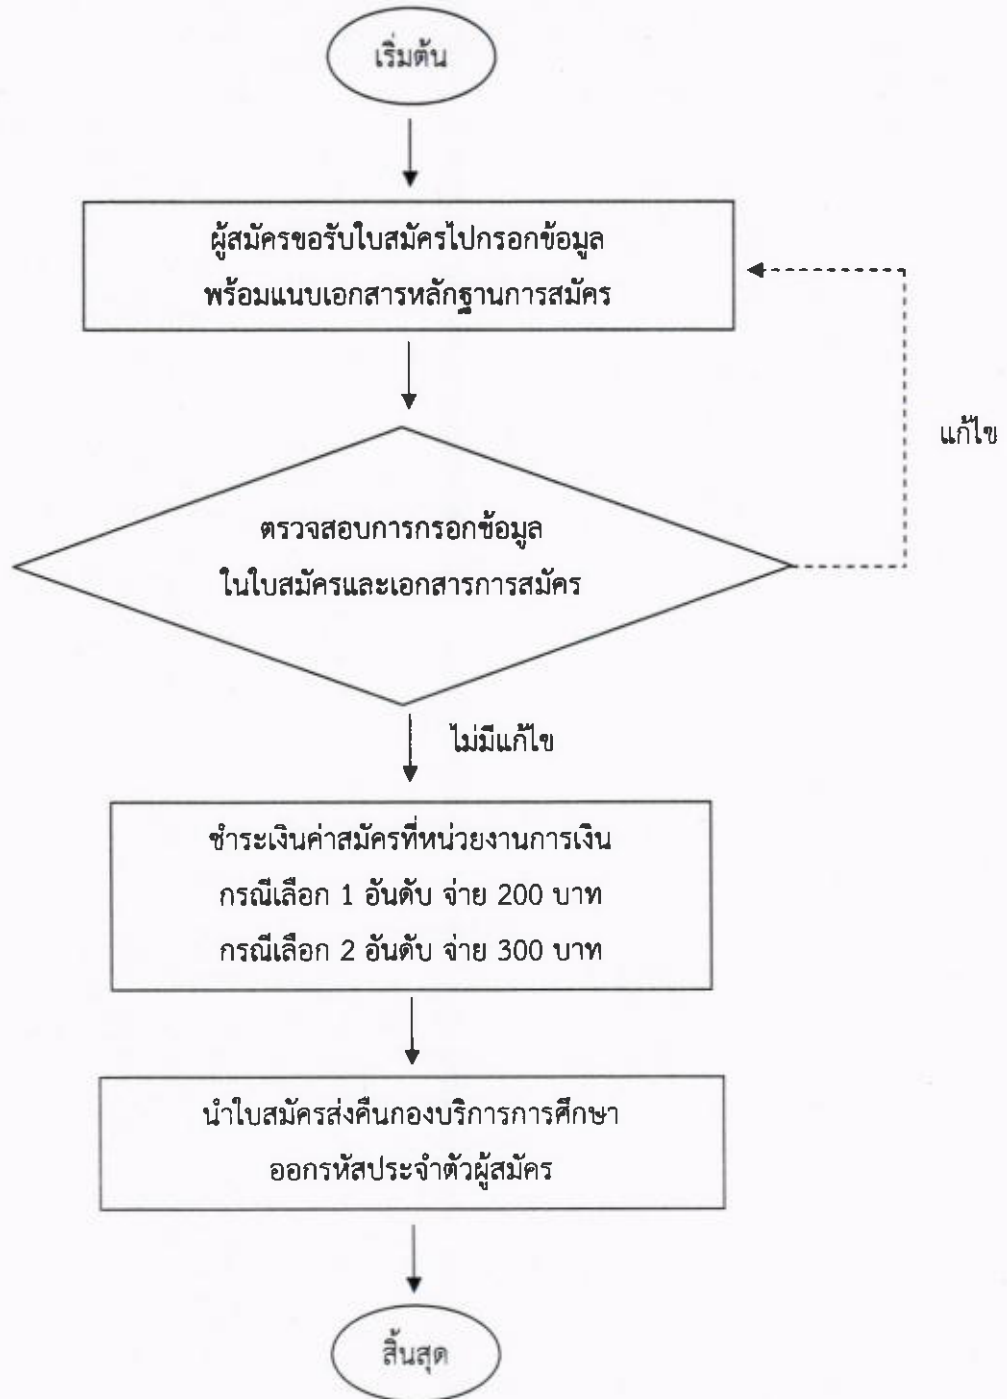 เริ่มต้น
ผู้สมัครขอรับใบสมัครไปกรอกข้อมูล
พร้อมแนบเอกสารหลักฐานการสมัคร
แก้ไข
ตรวจสอบการกรอกข้อมูล
ในใบสมัครและเอกสารการสมัคร
ไม่มีแก้ไข
ชำระเงินค่าสมัครที่หน่วยงานการเงิน
กรณีเลือก 1 อันดับ จ่าย 200 บาท
กรณีเลือก 2 อันดับ จ่าย 300 บาท
นำใบสมัครส่งคืนกองบริการการศึกษา
ออกรหัสประจำตัวผู้สมัคร
สิ้นสุด